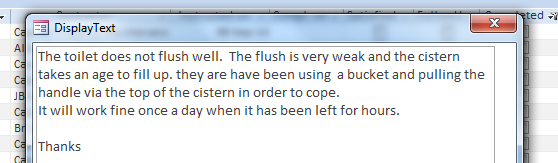 DisplayText
The toilet does not flush well.  The flush is very weak and the cistern
takes an age to fill up. they are have been using  a bucket and pulling the
handle via the top of the cistern in order to cope.
It will work fine once a day when it has been left for hours.
Thanks
Ca
Al
Ca
Ca
Ca
JB
Ca
Br
Ca
Ca